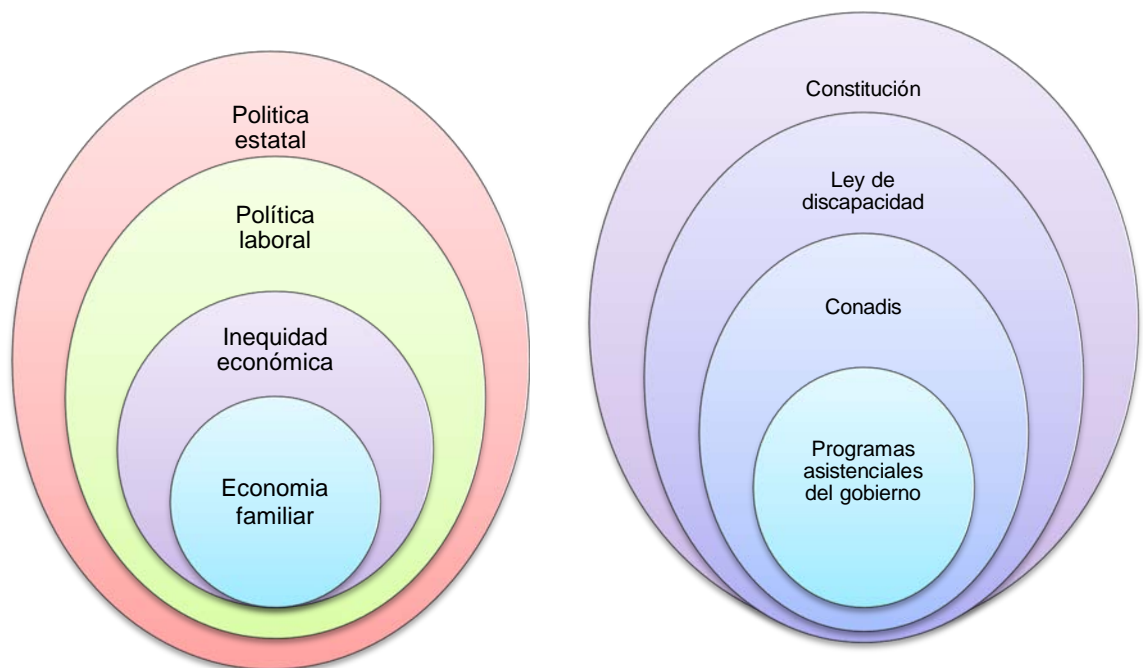 Politica
estatal
Política
laboral
Inequidad
económica
Economia
familiar
Constitución
Ley de
discapacidad
Conadis
Programas
asistenciales
del gobierno